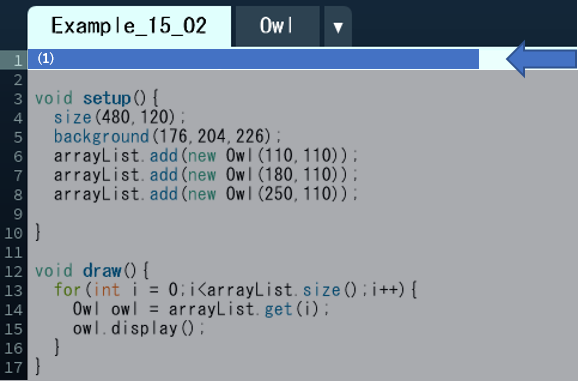 Example_15_02 Owl ▼
1 (1)
2
3 void setup(){
4 size(480,120);
5 background(176,204,226);
6 arrayList.add(new Owl(110,110));
7 arrayList.add(new Owl(180,110));
8 arrayList.add(new Owl(250,110));
9
10 }
11
12 void draw(){
13 for(int i = 0;i<arrayList.size();i++){
14 Owl owl = arrayList.get(i);
15 owl.display();
16 }
17 }